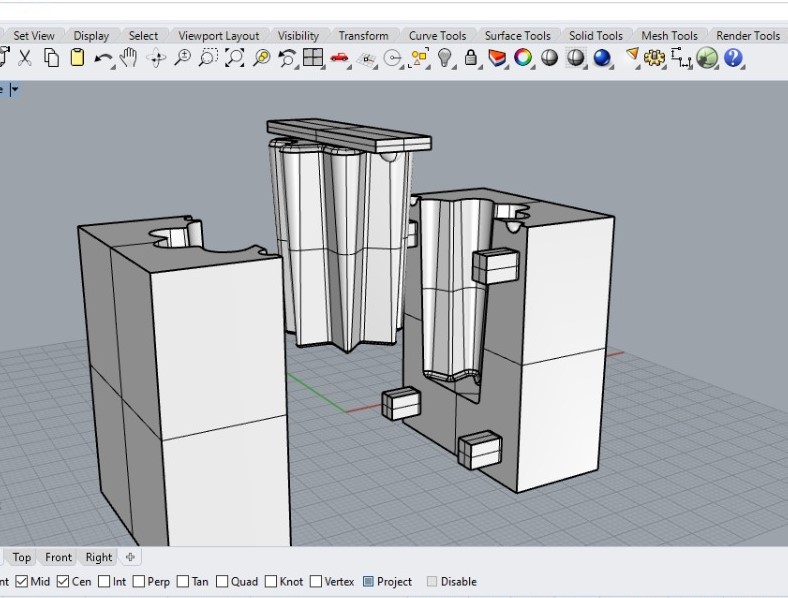 Set View Display Select Viewport Layout Visibility Transform Curve Tools Surface Tools Solid Tools Mesh Tools Render Tools
Top Front Right
Mid Cen Int Perp Tan Quad Knot Vertex Project Disable